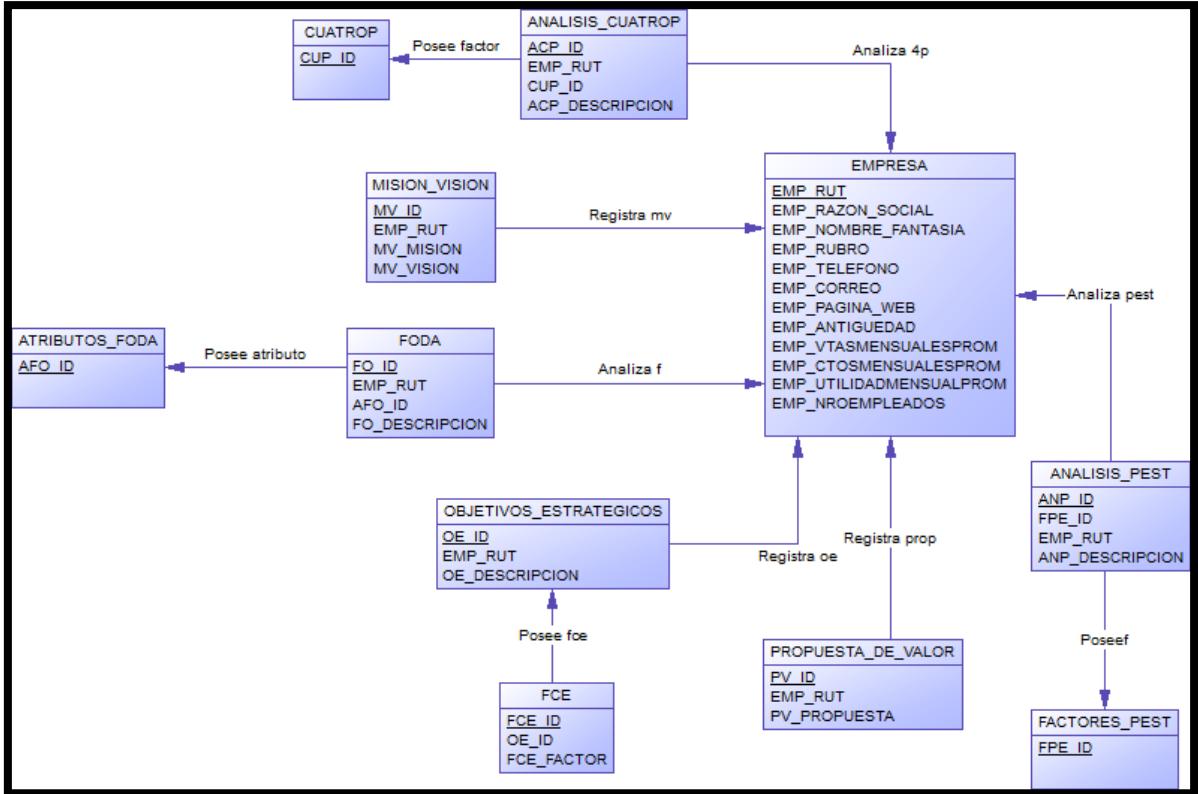 CUATROP
CUP_ID
Posee factor
ANALISIS_CUATROP
ACP_ID
EMP_RUT
CUP_ID
ACP_DESCRIPCION
Analiza 4p
MISION_VISION
MV_ID
EMP_RUT
MV_MISION
MV_VISION
Registra mv
EMPRESA
EMP_RUT
EMP_RAZON_SOCIAL
EMP_NOMBRE_FANTASIA
EMP_RUBRO
EMP_TELEFONO
EMP_CORREO
EMP_PAGINA_WEB
EMP_ANTIGUEDAD
EMP_VTASMENSUALESPROM
EMP_CTOSMENSUALESPROM
EMP_UTILIDADMENSUALPROM
EMP_NROEMPLEADOS
Analiza pest
ATRIBUTOS_FODA
AFO_ID
Posee atributo
FODA
FO_ID
EMP_RUT
AFO_ID
FO_DESCRIPCION
Analiza f
OBJETIVOS_ESTRATEGICOS
OE_ID
EMP_RUT
OE_DESCRIPCION
Registra oe
Registra prop
ANALISIS_PEST
ANP_ID
FPE_ID
EMP_RUT
ANP_DESCRIPCION
Posee fce
FCE
FCE_ID
OE_ID
FCE_FACTOR
PROPUESTA_DE_VALOR
PV_ID
EMP_RUT
PV_PROPUESTA
Poseef
FACTORES_PEST
FPE_ID